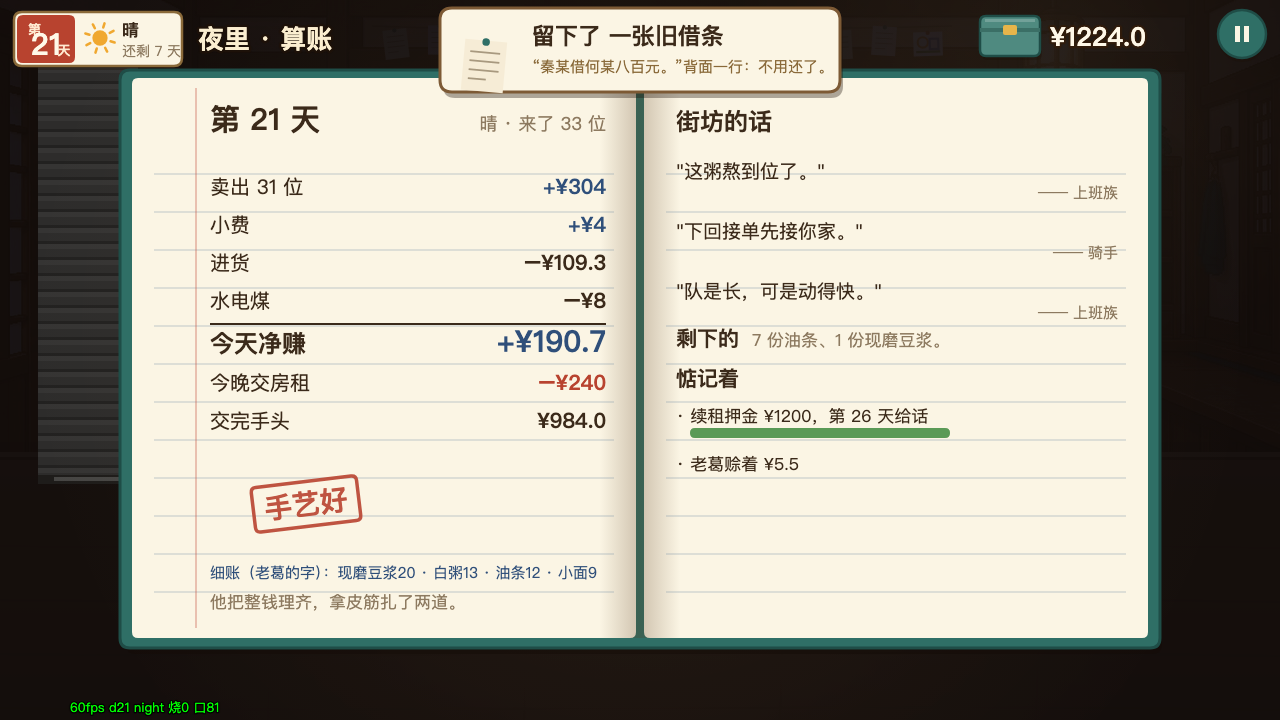 第
21天
晴
还剩 7 天
夜里 · 算账
留下了 一张旧借条
“秦某借何某八百元。”背面一行：不用还了。
¥1224.0
第 21 天
晴 · 来了 33 位
卖出 31 位 +¥304
小费 +¥4
进货 −¥109.3
水电煤 −¥8
今天净赚 +¥190.7
今晚交房租 −¥240
交完手头 ¥984.0
手艺好
细账（老葛的字）：现磨豆浆20 · 白粥13 · 油条12 · 小面9
他把整钱理齐，拿皮筋扎了两道。
街坊的话
"这粥熬到位了。"
—— 上班族
"下回接单先接你家。"
—— 骑手
"队是长，可是动得快。"
—— 上班族
剩下的 7 份油条、1 份现磨豆浆。
惦记着
· 续租押金 ¥1200，第 26 天给话
· 老葛赊着 ¥5.5
60fps d21 night 烧0 口81